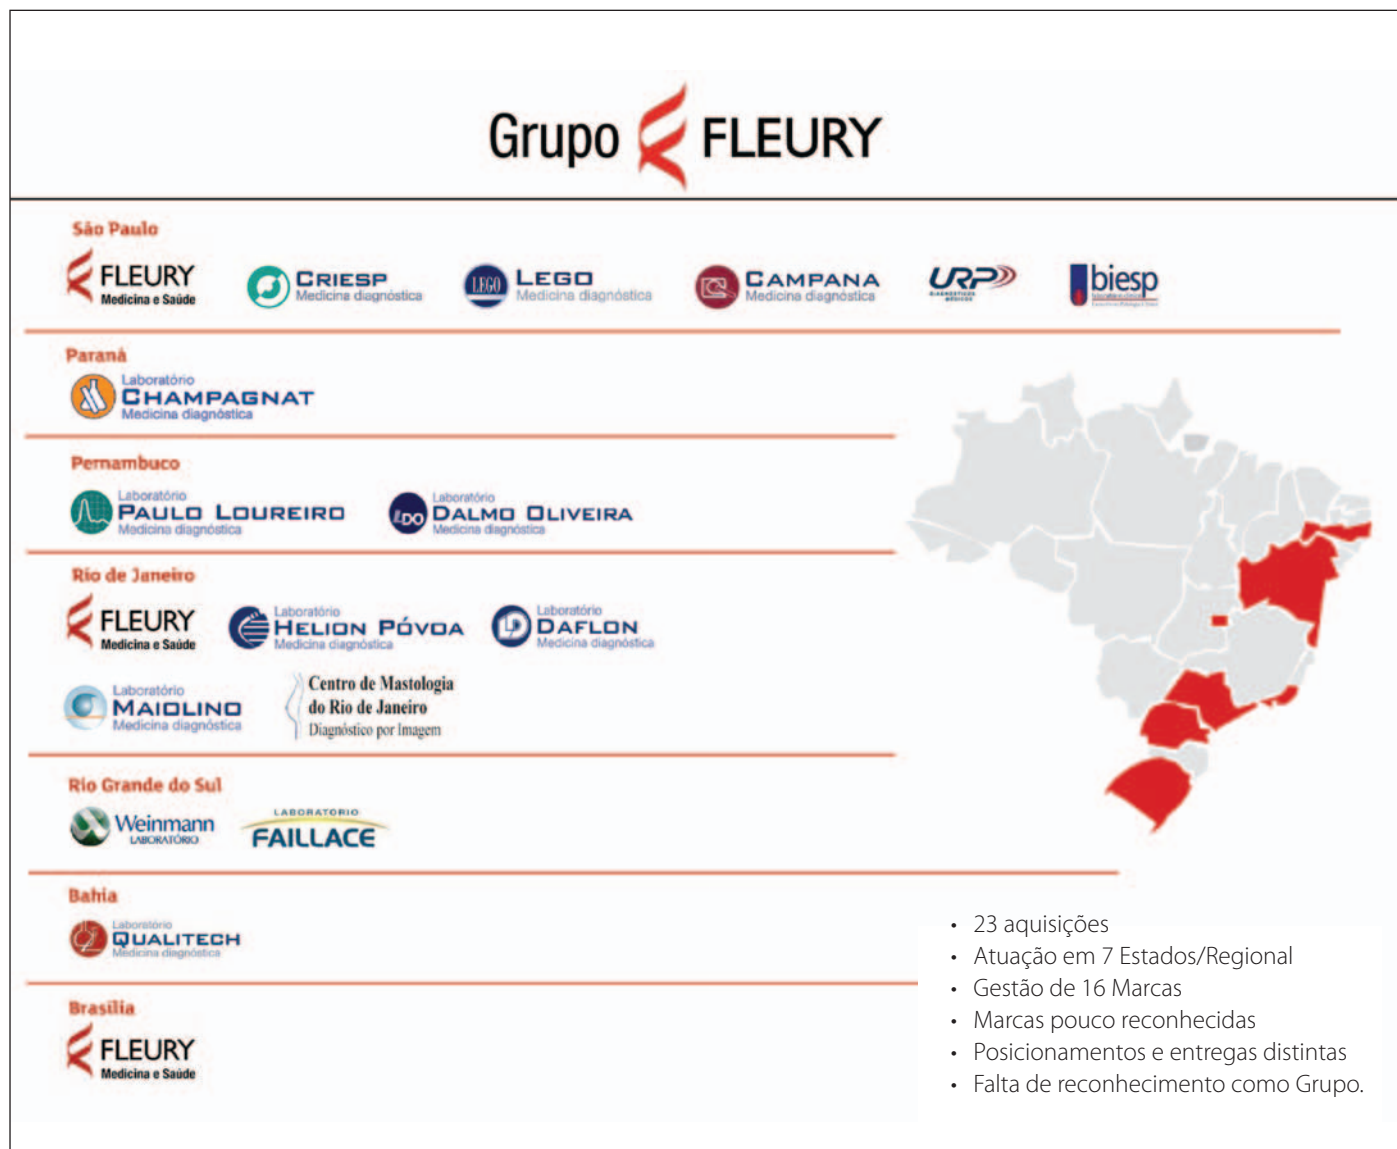 Grupo FLEURY
São Paulo
FLEURY
Medicina e Saúde
CRIESP
Medicina diagnóstica
LEGO
LEGO
Medicina diagnóstica
CAMPANA
Medicina diagnóstica
URP
DIAGNÓSTICOS
MÉDICOS
biesp
Paraná
Laboratório
CHAMPAGNAT
Medicina diagnóstica
Pernambuco
Laboratório
PAULO LOUREIRO
Medicina diagnóstica
LDO
Laboratório
DALMO OLIVEIRA
Medicina diagnóstica
Rio de Janeiro
FLEURY
Medicina e Saúde
Laboratório
HELION PÓVOA
Medicina diagnóstica
Laboratório
DAFLON
Medicina diagnóstica
Laboratório
MAIOLINO
Medicina diagnóstica
Centro de Mastologia
do Rio de Janeiro
Diagnóstico por Imagem
Rio Grande do Sul
Weinmann
LABORATÓRIO
LABORATORIO
FAILLACE
Bahia
Laboratório
QUALITECH
Medicina diagnóstica
Brasília
FLEURY
Medicina e Saúde
• 23 aquisições
• Atuação em 7 Estados/Regional
• Gestão de 16 Marcas
• Marcas pouco reconhecidas
• Posicionamentos e entregas distintas
• Falta de reconhecimento como Grupo.